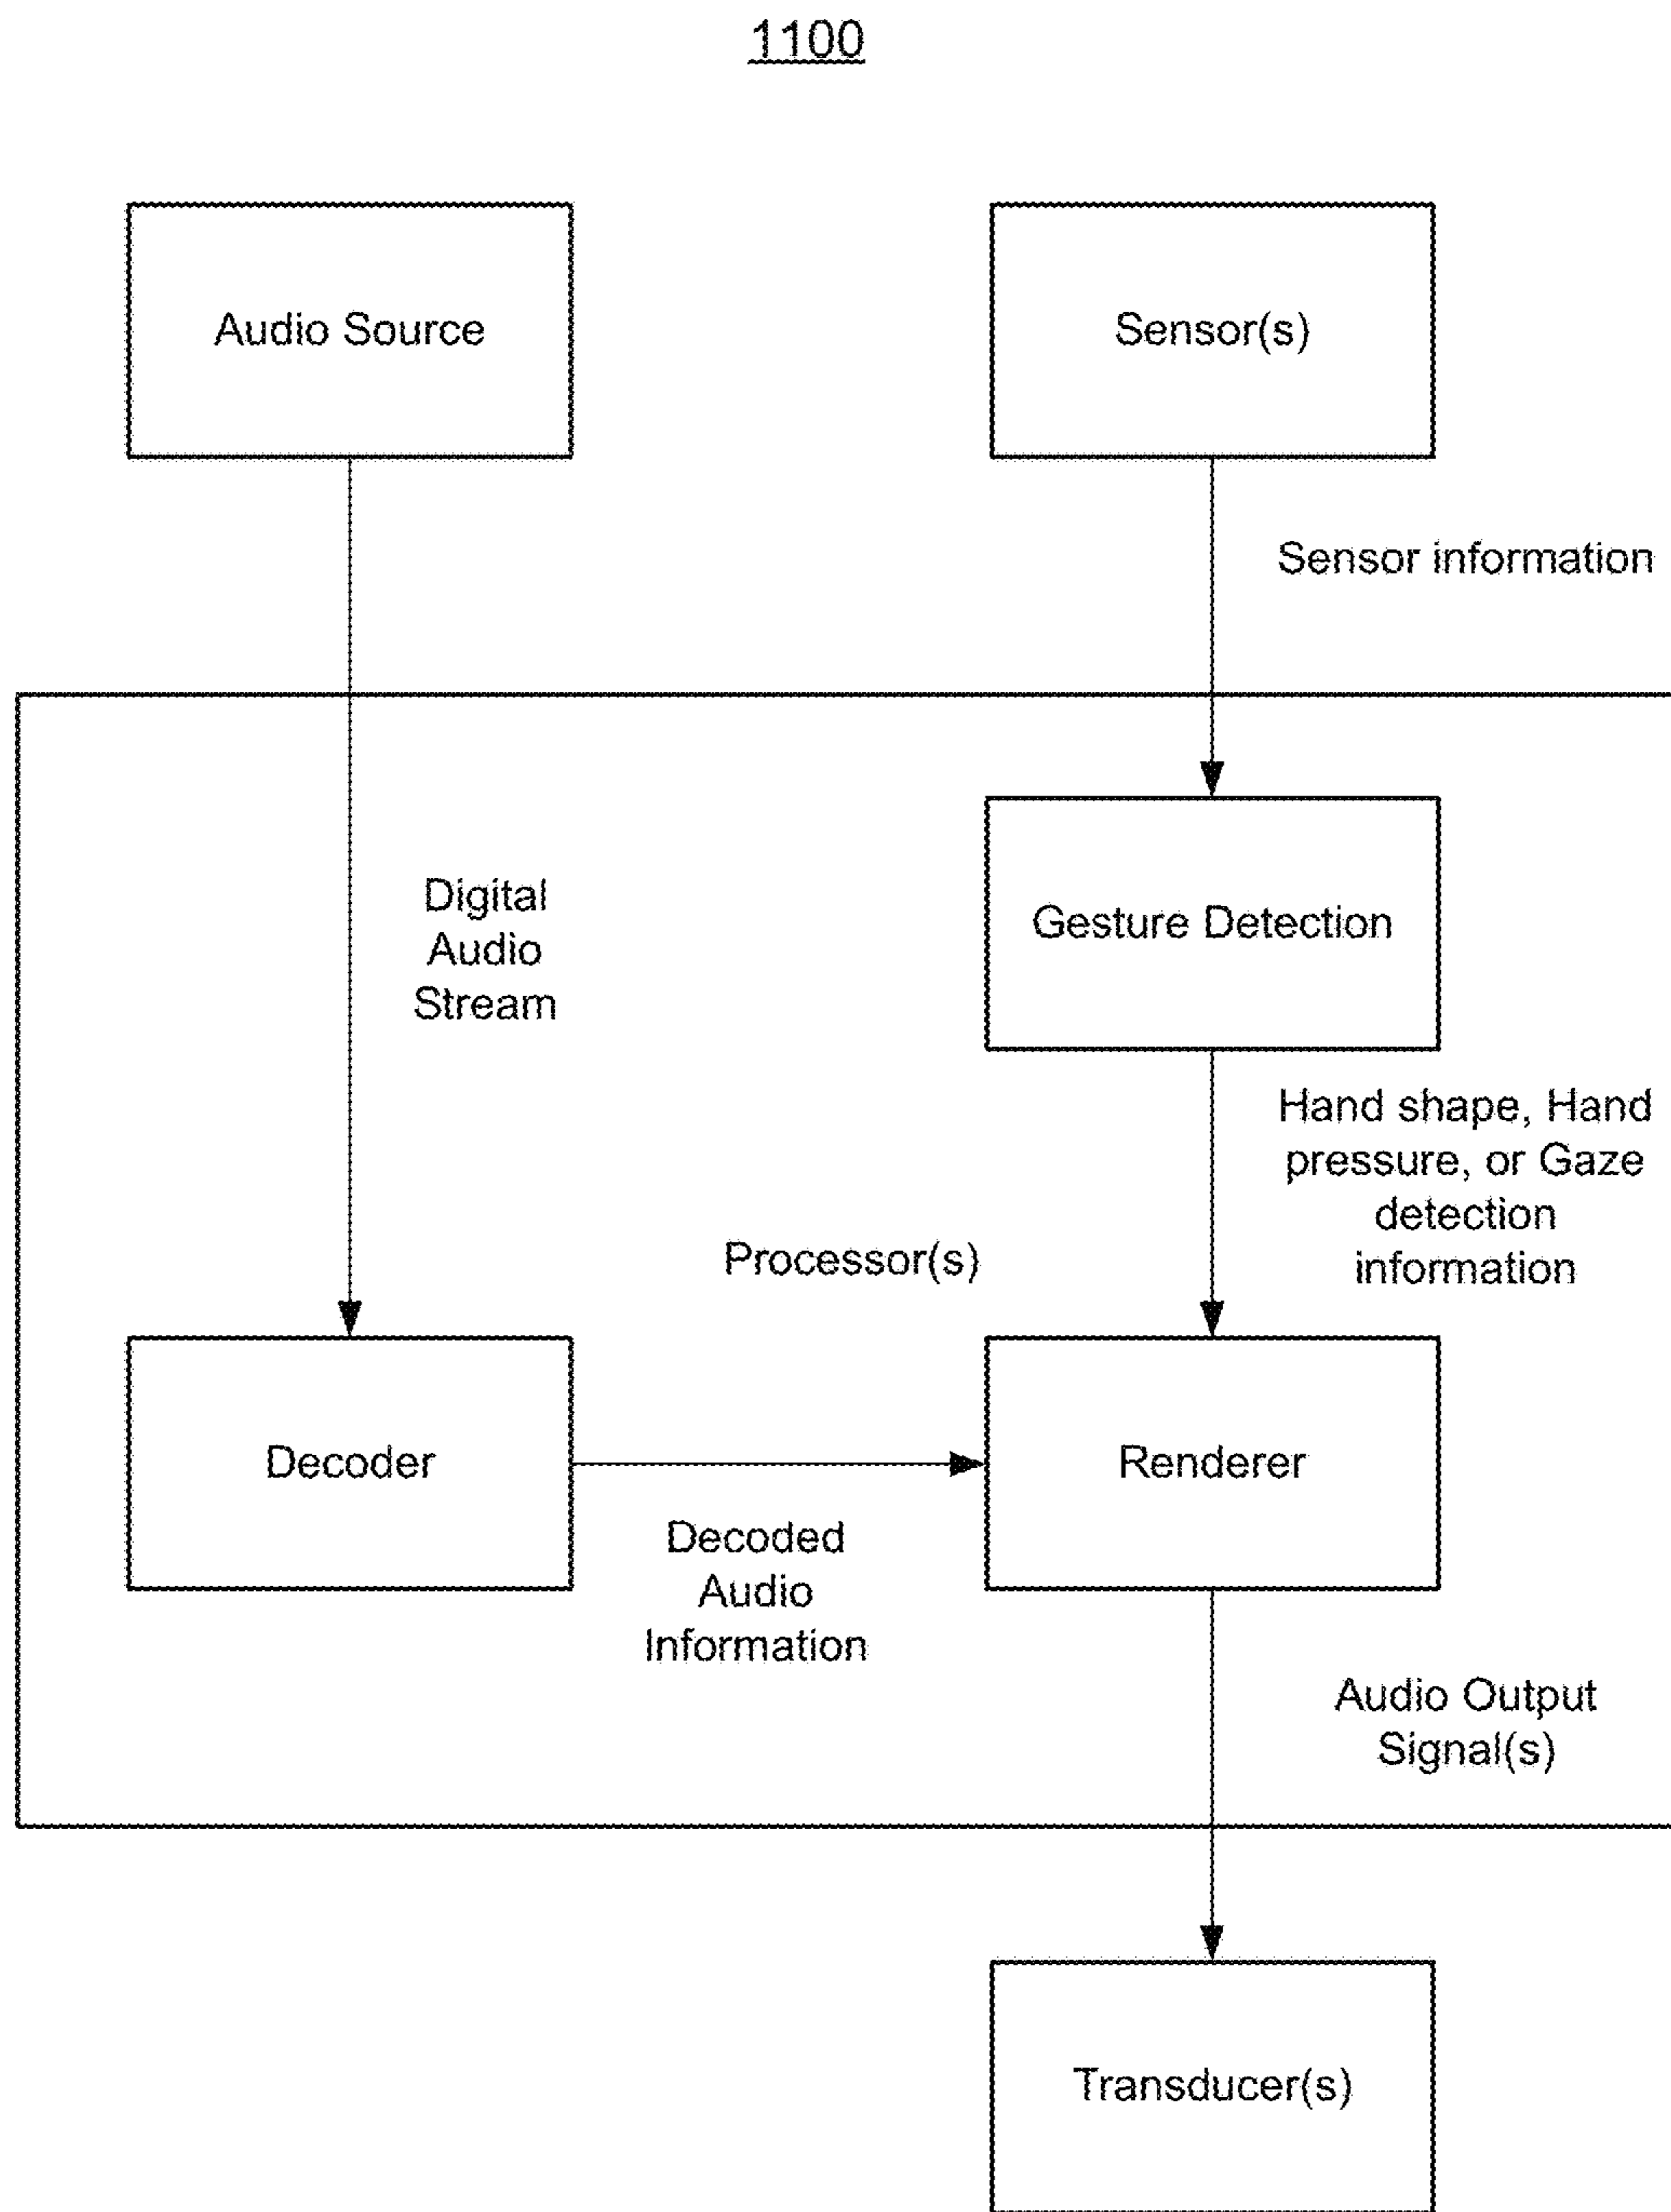 1100
Audio Source
Sensor(s)
Sensor information
Digital
Audio
Stream
Gesture Detection
Hand shape, Hand
pressure, or Gaze
detection
information
Processor(s)
Decoder
Renderer
Decoded
Audio
Information
Audio Output
Signal(s)
Transducer(s)